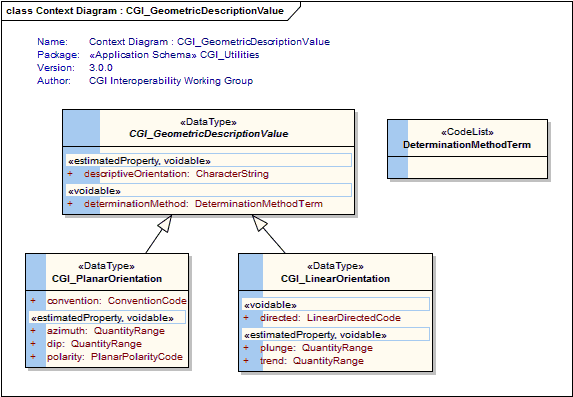 class Context Diagram : CGI_GeometricDescriptionValue
Name: Context Diagram : CGI_GeometricDescriptionValue
Package: «Application Schema» CGI_Utilities
Version: 3.0.0
Author: CGI Interoperability Working Group
«DataType»
CGI_GeometricDescriptionValue
«estimatedProperty, voidable»
+ descriptiveOrientation: CharacterString
«voidable»
+ determinationMethod: DeterminationMethodTerm
«CodeList»
DeterminationMethodTerm
«DataType»
CGI_PlanarOrientation
+ convention: ConventionCode
«estimatedProperty, voidable»
+ azimuth: QuantityRange
+ dip: QuantityRange
+ polarity: PlanarPolarityCode
«DataType»
CGI_LinearOrientation
«voidable»
+ directed: LinearDirectedCode
«estimatedProperty, voidable»
+ plunge: QuantityRange
+ trend: QuantityRange